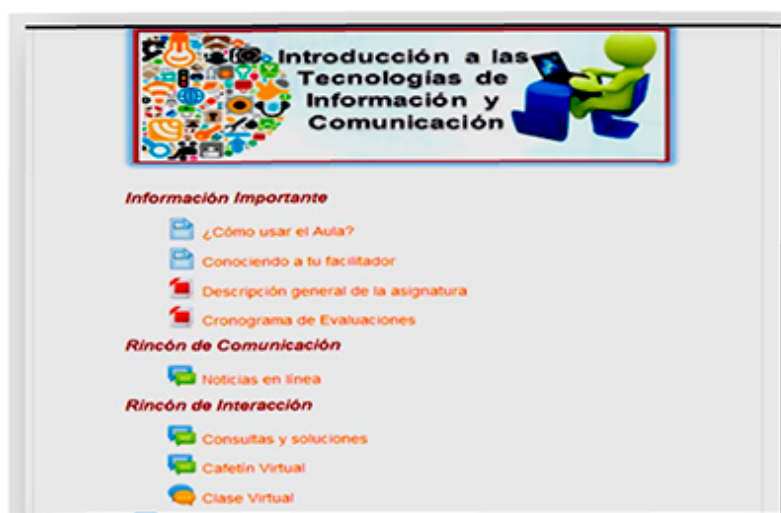 Introducción a las
Tecnologías de
Información y
Comunicación
Información Importante
¿Cómo usar el Aula?
Conociendo a tu facilitador
Descripción general de la asignatura
Cronograma de Evaluaciones
Rincón de Comunicación
Noticias en línea
Rincón de Interacción
Consultas y soluciones
Cafetín Virtual
Clase Virtual